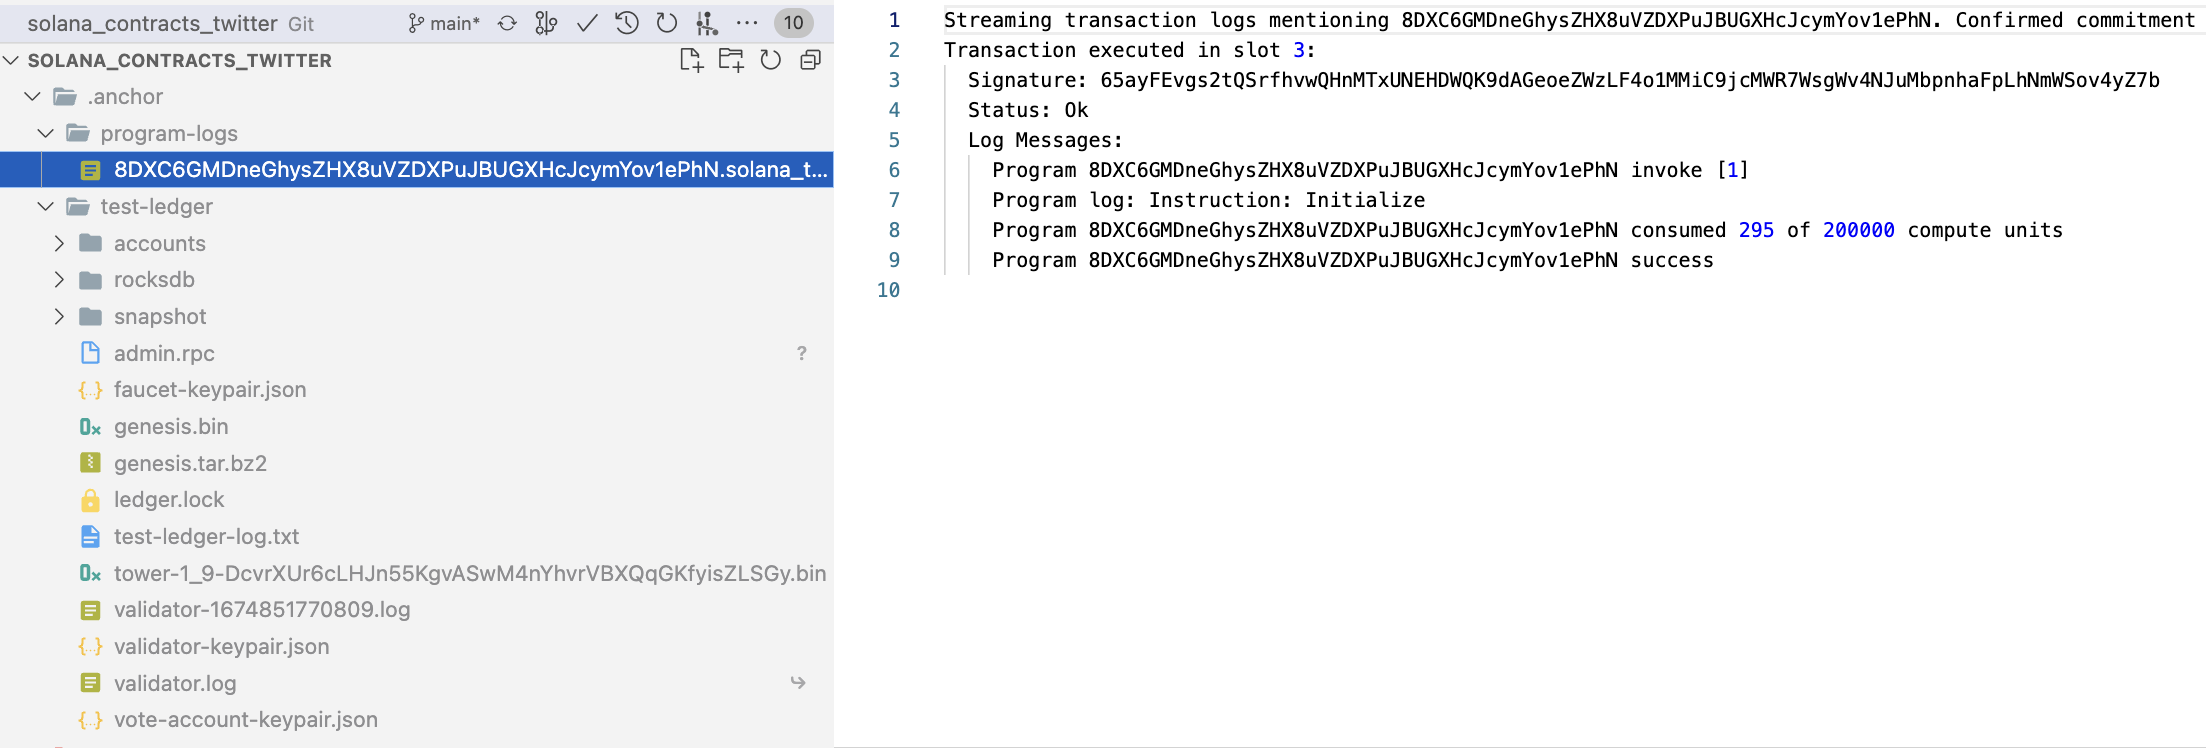 solana_contracts_twitter Git main* 10
SOLANA_CONTRACTS_TWITTER
.anchor
program-logs
8DXC6GMDneGhysZHX8uVZDXPuJBUGXHcJcymYov1ePhN.solana_t...
test-ledger
accounts
rocksdb
snapshot
admin.rpc ?
faucet-keypair.json
genesis.bin
genesis.tar.bz2
ledger.lock
test-ledger-log.txt
tower-1_9-DcvrXUr6cLHJn55KgvASwM4nYhvrVBXQqGKfyisZLSGy.bin
validator-1674851770809.log
validator-keypair.json
validator.log
vote-account-keypair.json
1 Streaming transaction logs mentioning 8DXC6GMDneGhysZHX8uVZDXPuJBUGXHcJcymYov1ePhN. Confirmed commitment
2 Transaction executed in slot 3:
3 Signature: 65ayFEvgs2tQSrfhvwQHnMTxUNEHDWQK9dAGeoeZWzLF4o1MMiC9jcMWR7WsgWv4NJuMbpnhaFpLhNmWSov4yZ7b
4 Status: Ok
5 Log Messages:
6 Program 8DXC6GMDneGhysZHX8uVZDXPuJBUGXHcJcymYov1ePhN invoke [1]
7 Program log: Instruction: Initialize
8 Program 8DXC6GMDneGhysZHX8uVZDXPuJBUGXHcJcymYov1ePhN consumed 295 of 200000 compute units
9 Program 8DXC6GMDneGhysZHX8uVZDXPuJBUGXHcJcymYov1ePhN success
10